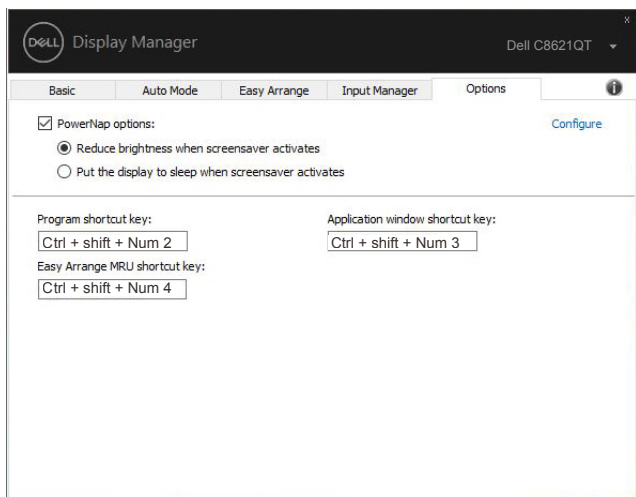 x
DELL Display Manager
Dell C8621QT
Basic Auto Mode Easy Arrange Input Manager Options
PowerNap options:
Configure
Reduce brightness when screensaver activates
Put the display to sleep when screensaver activates
Program shortcut key:
Application window shortcut key:
Ctrl + shift + Num 2
Ctrl + shift + Num 3
Easy Arrange MRU shortcut key:
Ctrl + shift + Num 4